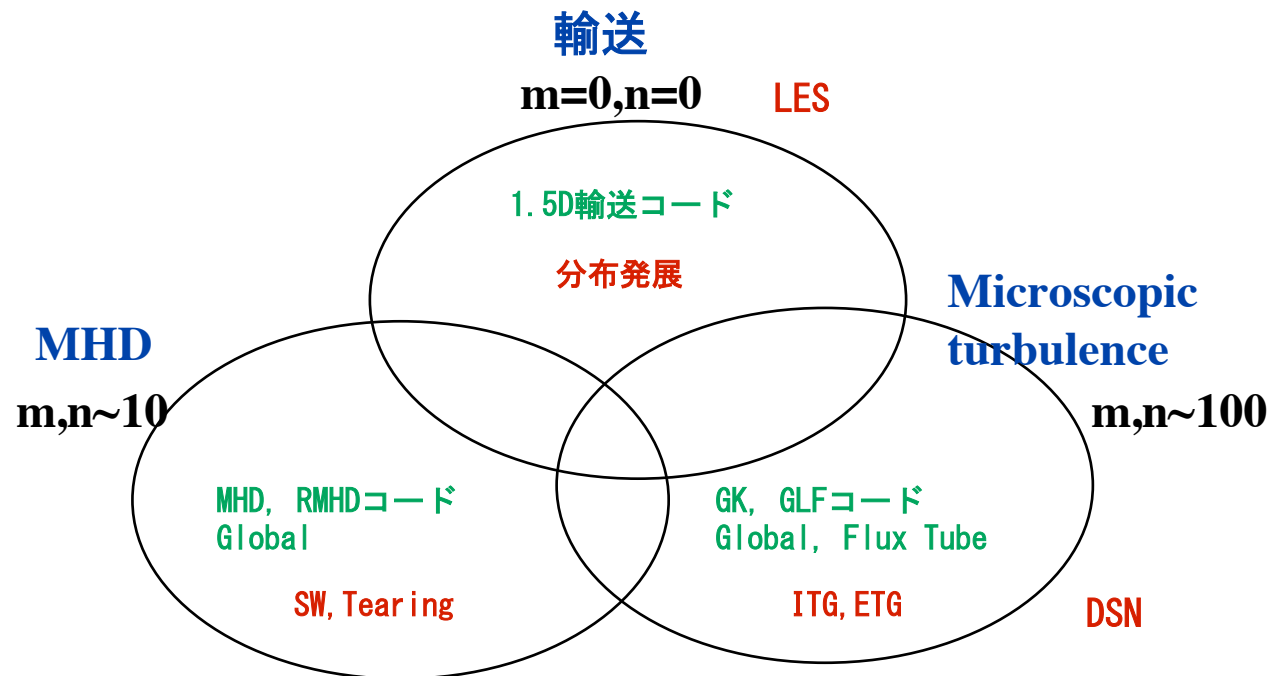 輸送
m=0,n=0
LES
1.5D輸送コード
分布発展
Microscopic
turbulence
MHD
m,n~10
m,n~100
MHD, RMHDコード
Global
GK, GLFコード
Global, Flux Tube
SW,Tearing
ITG,ETG
DSN